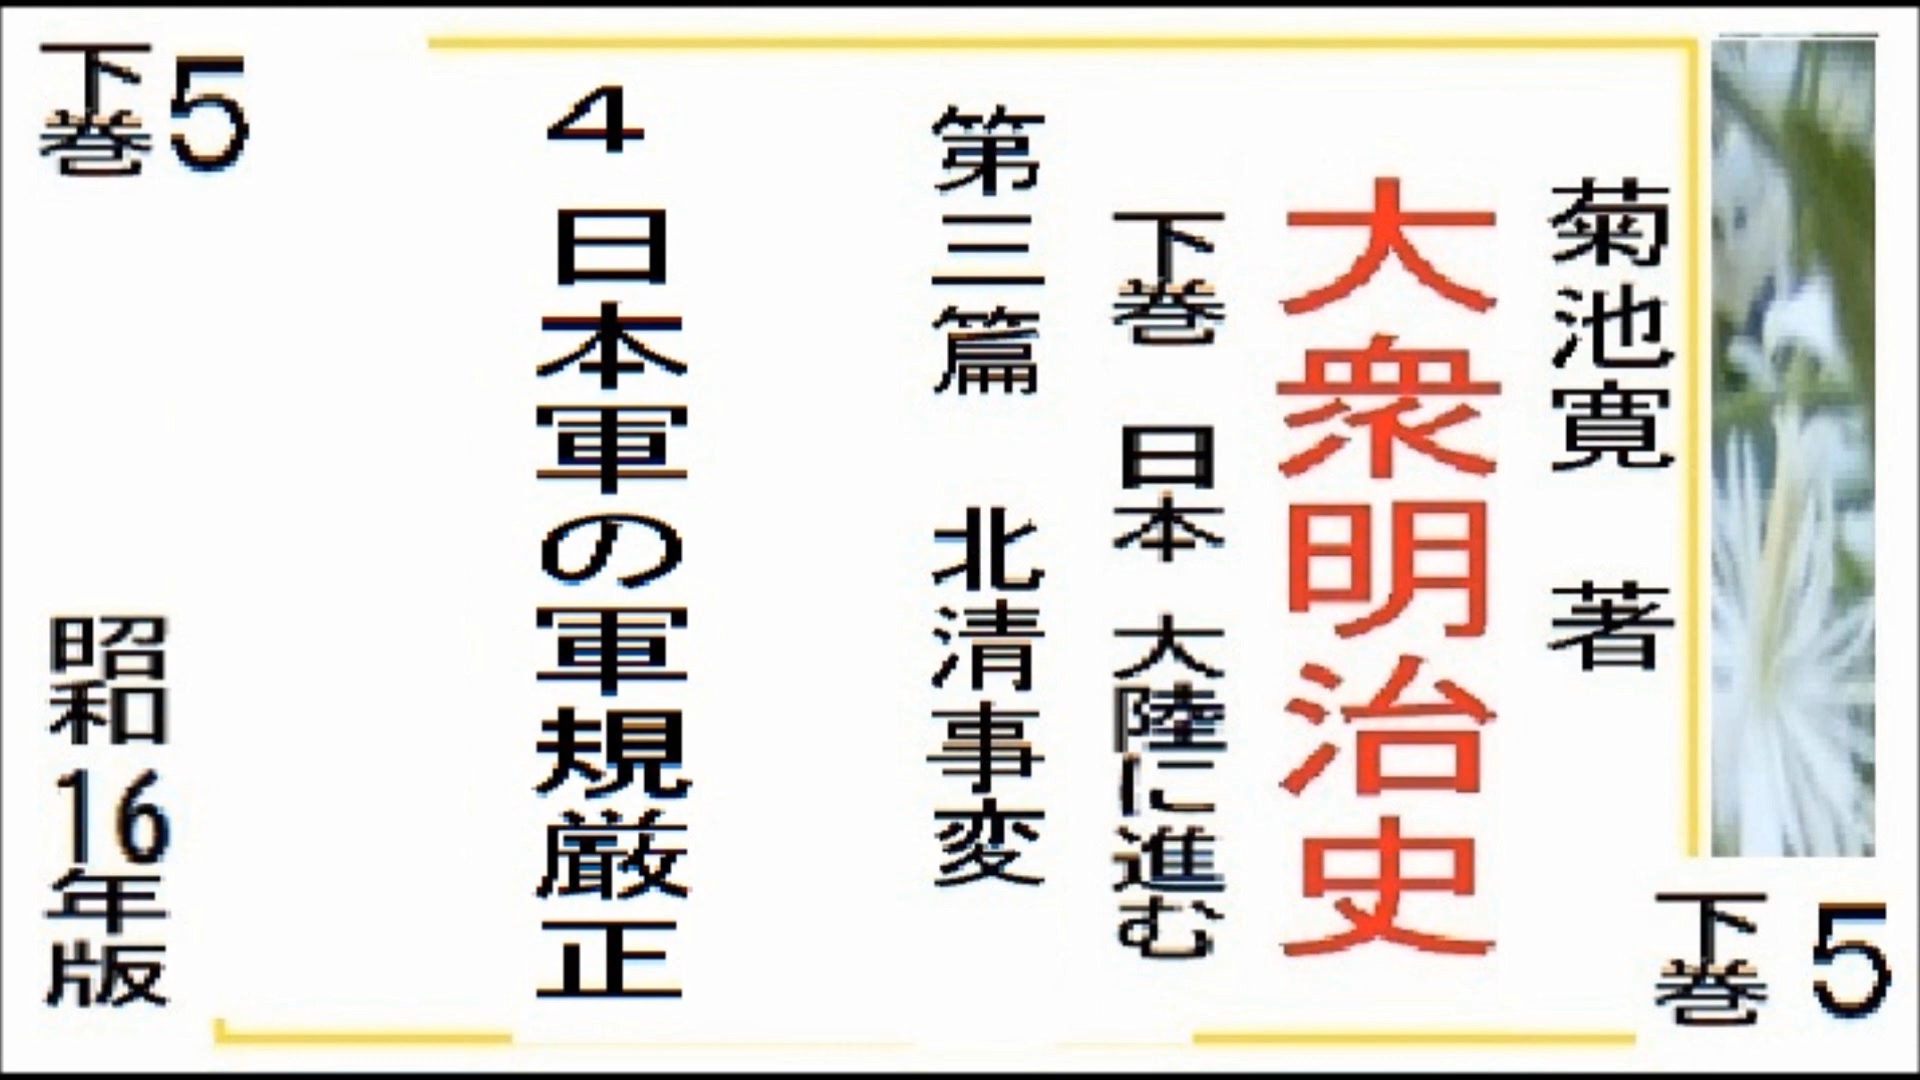 菊池寛 著
大衆明治史
下巻 日本 大陸に進む
第三篇 北清事変
4 日本軍の軍規厳正
下巻 5
昭和16年版
下巻 5